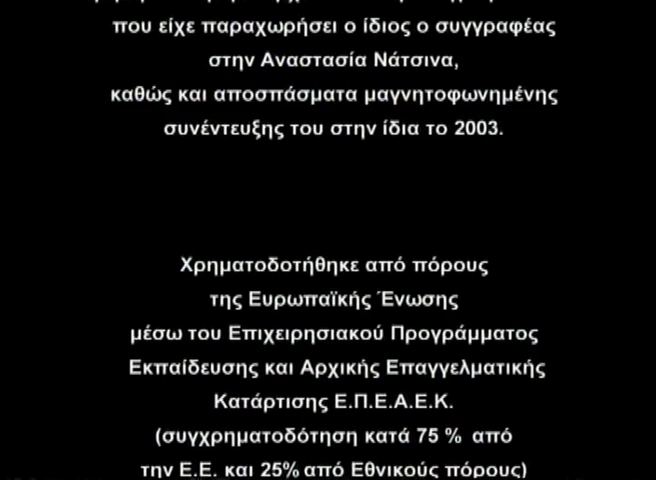 που είχε παραχωρήσει ο ίδιος ο συγγραφέας
στην Αναστασία Νάτσινα,
καθώς και αποσπάσματα μαγνητοφωνημένης
συνέντευξης του στην ίδια το 2003.
Χρηματοδοτήθηκε από πόρους
της Ευρωπαϊκής Ένωσης
μέσω του Επιχειρησιακού Προγράμματος
Εκπαίδευσης και Αρχικής Επαγγελματικής
Κατάρτισης Ε.Π.Ε.Α.Ε.Κ.
(συγχρηματοδότηση κατά 75 % από
την Ε.Ε. και 25% από Εθνικούς πόρους)